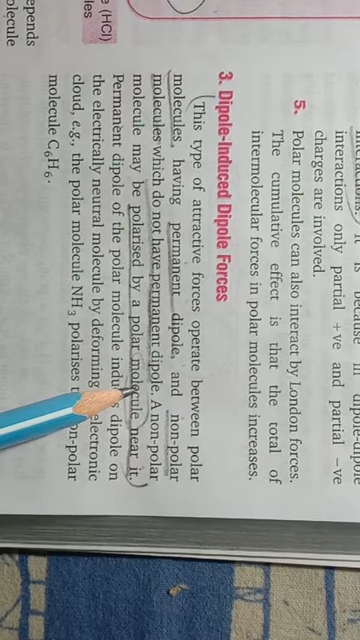 interactions only partial +ve and partial −ve
charges are involved.
5. Polar molecules can also interact by London forces.
The cumulative effect is that the total of
intermolecular forces in polar molecules increases.
3. Dipole-Induced Dipole Forces
This type of attractive forces operate between polar
molecules, having permanent dipole, and non-polar
molecules which do not have permanent dipole. A non-polar
molecule may be polarised by a polar molecule near it.
Permanent dipole of the polar molecule dipole on
the electrically neutral molecule by deforming electronic
cloud, e.g., the polar molecule NH₃ polarises
molecule C₆H₆.
(HCl)
epends
olecule